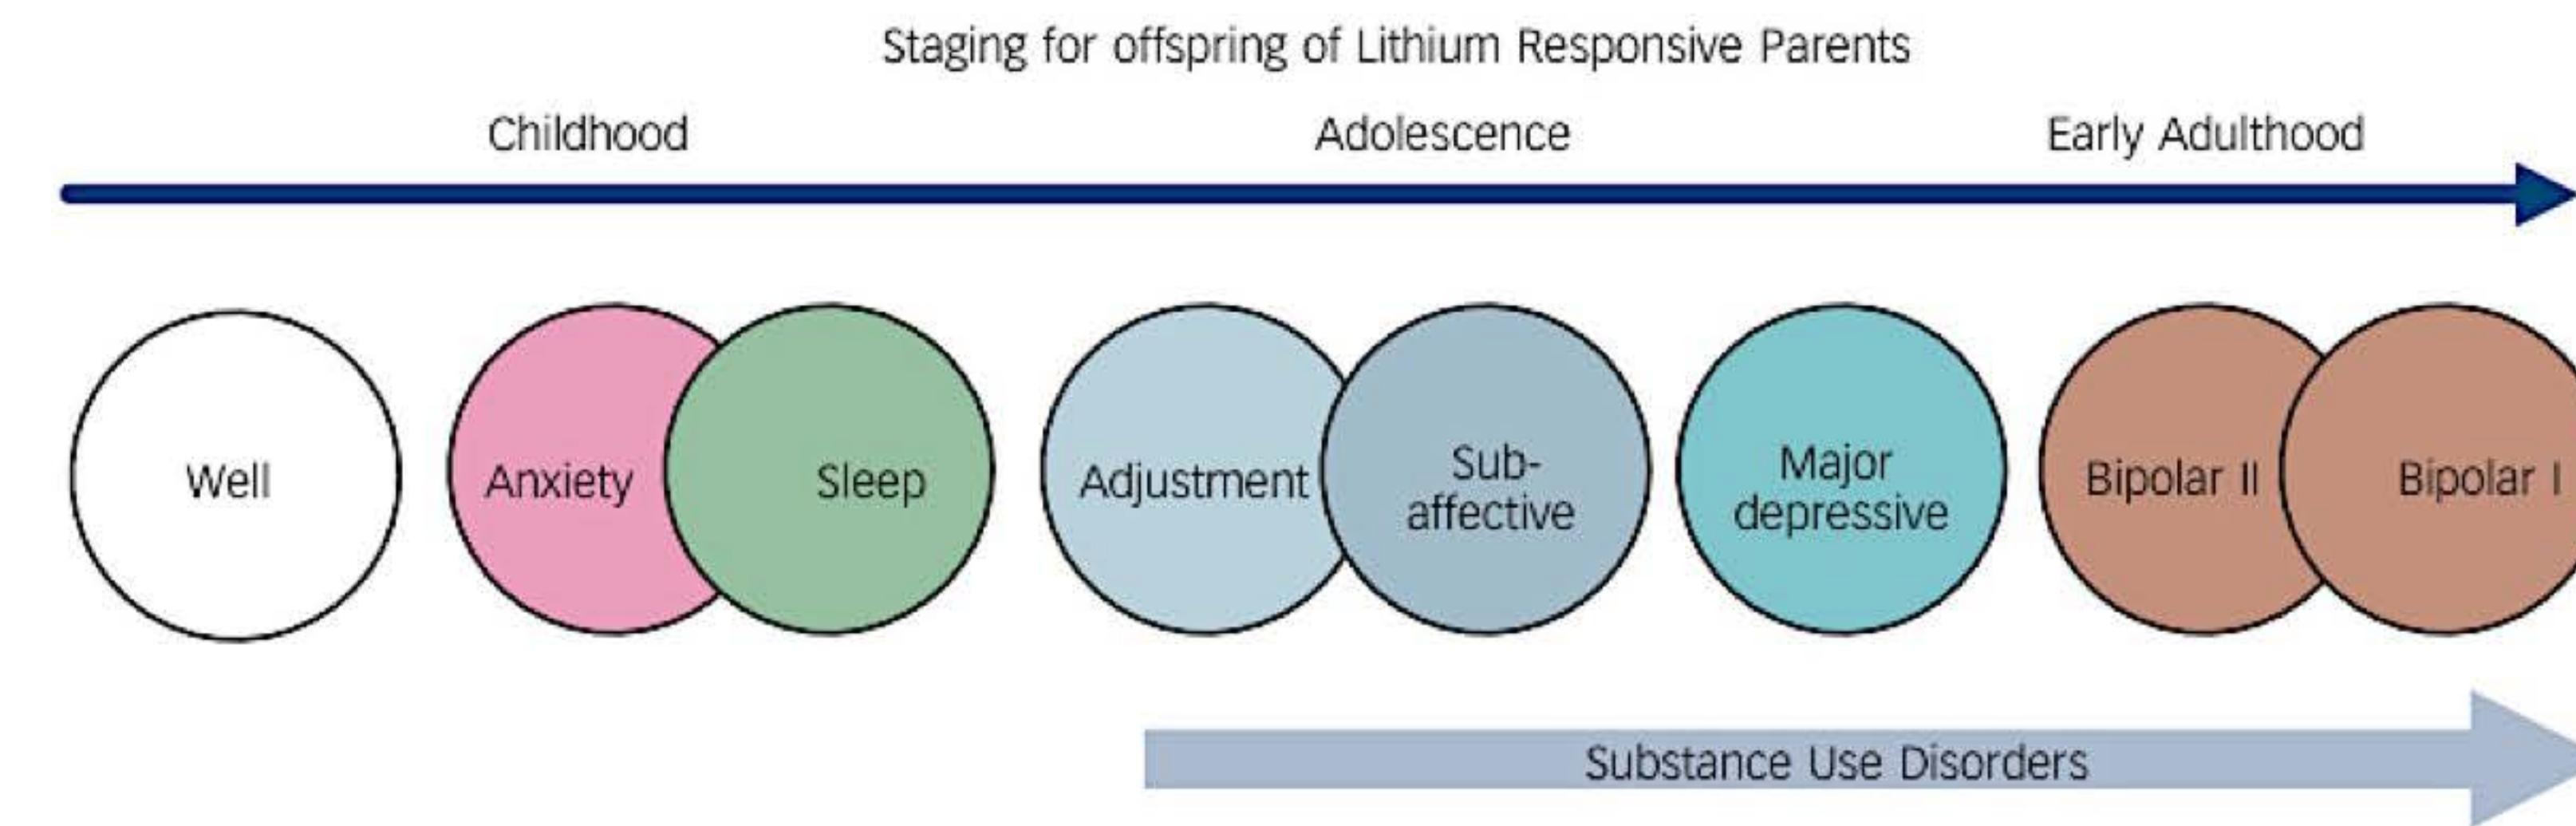 Staging for offspring of Lithium Responsive Parents
Childhood
Adolescence
Early Adulthood
Well
Anxiety
Sleep
Adjustment
Sub-
affective
Major
depressive
Bipolar II
Bipolar I
Substance Use Disorders